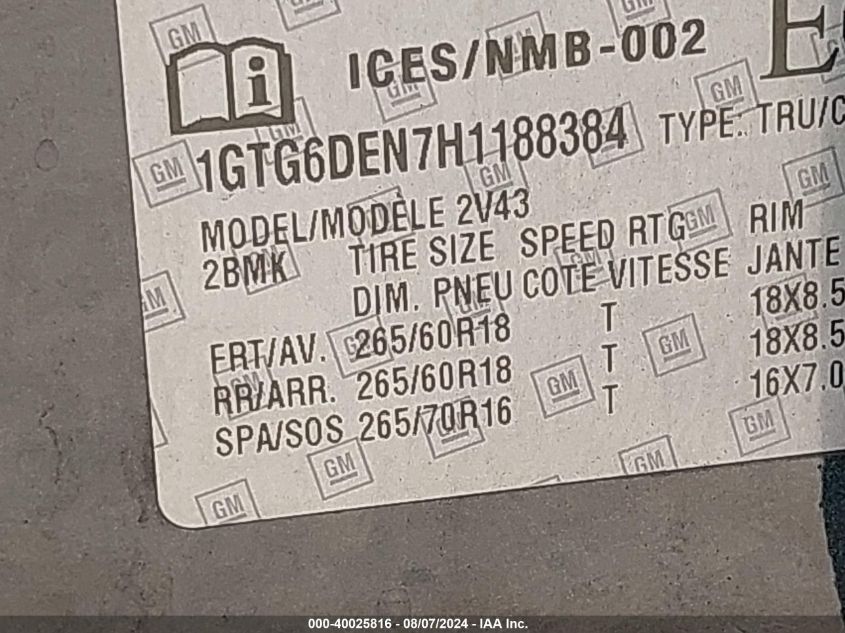 ICES/NMB-002
1GTG6DEN7H1188384 TYPE: TRU/C
MODEL/MODÈLE 2V43
2BMK TIRE SIZE SPEED RTG RIM
DIM. PNEU COTE VITESSE JANTE
FRT/AV. 265/60R18 T 18X8.5
RR/ARR. 265/60R18 T 18X8.5
SPA/SOS 265/70R16 T 16X7.0
GM
000-40025816 - 08/07/2024 - IAA Inc.